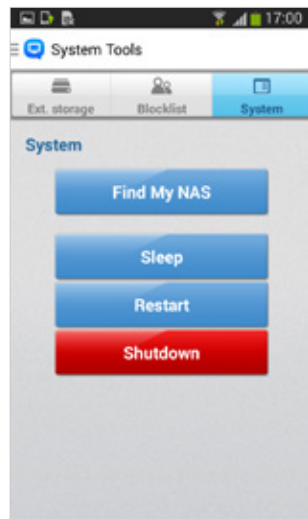 17:00
System Tools
Ext. storage Blocklist System
System
Find My NAS
Sleep
Restart
Shutdown